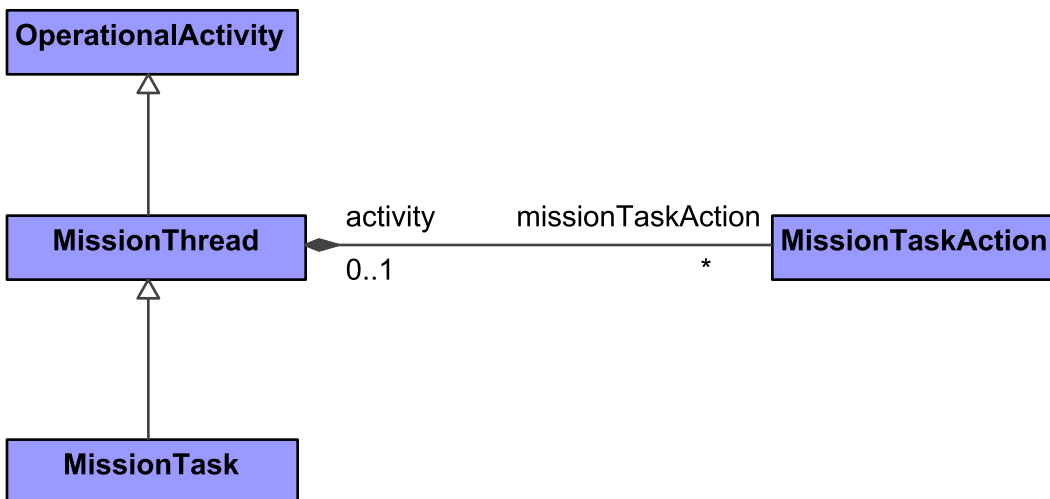 OperationalActivity
activity
missionTaskAction
MissionThread
MissionTaskAction
0..1
*
MissionTask